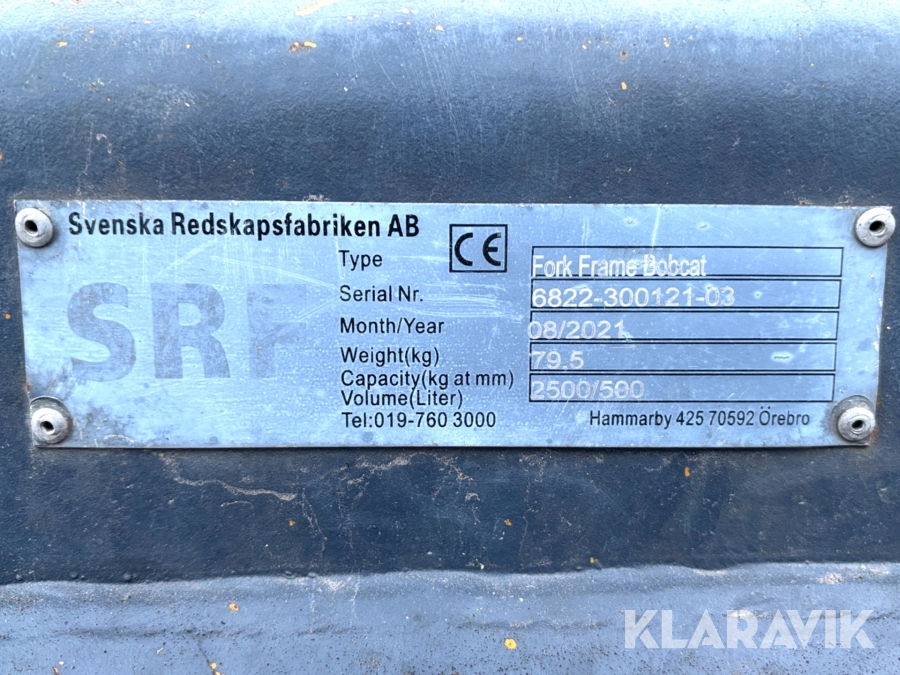 Svenska Redskapsfabriken AB
CE
SRF
Type Fork Frame Bobcat
Serial Nr. 6822-300121-03
Month/Year 08/2021
Weight(kg) 79.5
Capacity(kg at mm) 2500/500
Volume(Liter)
Tel:019-760 3000 Hammarby 425 70592 Örebro
KLARAVIK